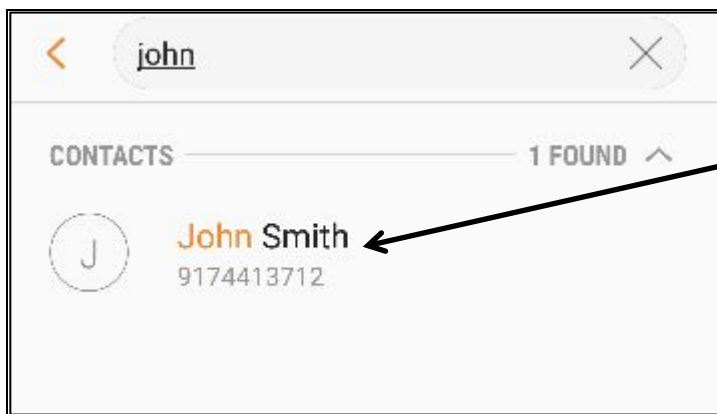 john
CONTACTS 1 FOUND
J
John Smith
9174413712